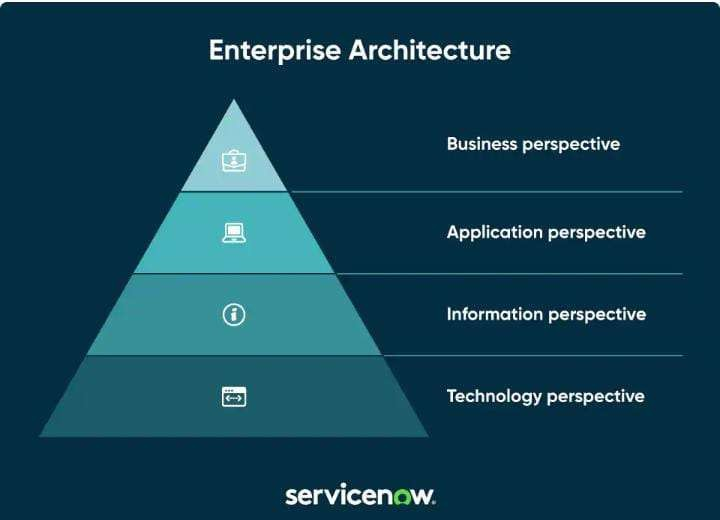 Enterprise Architecture
Business perspective
Application perspective
Information perspective
Technology perspective
servicenow.